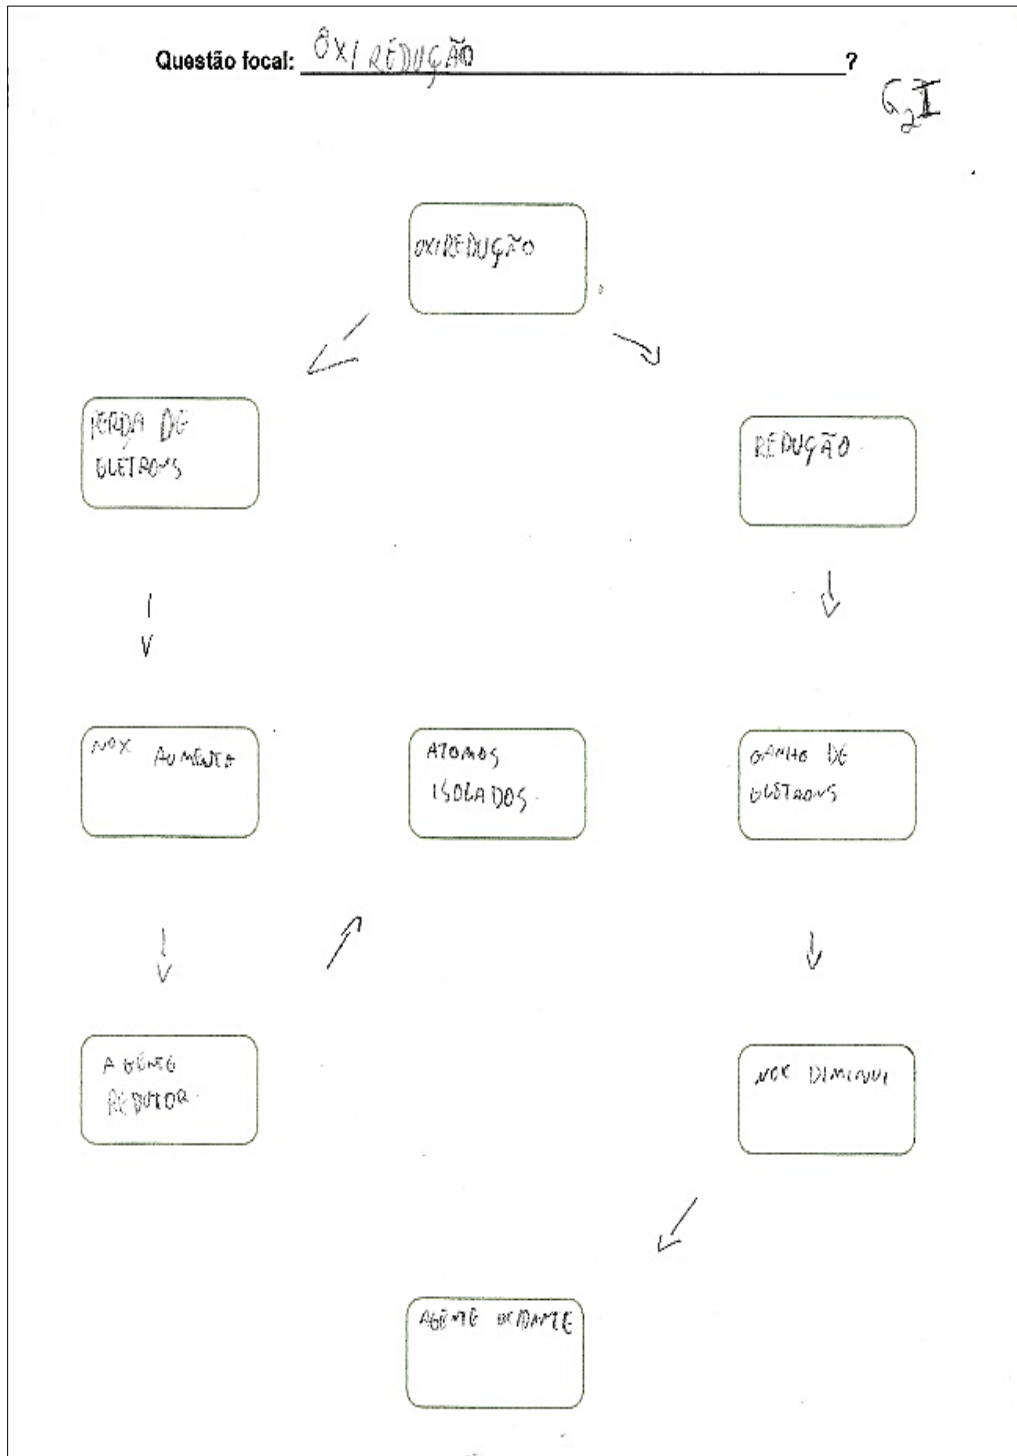 Questão focal: OXIREDUÇÃO ?
G2I
OXIREDUÇÃO
PERDA DE
ELÉTRONS
REDUÇÃO
NOX AUMENTA
ATOMOS
ISOLADOS.
GANHO DE
ELETRONS
AGENTE
REDUTOR.
NOX DIMINUI
AGENTE OXIDANTE